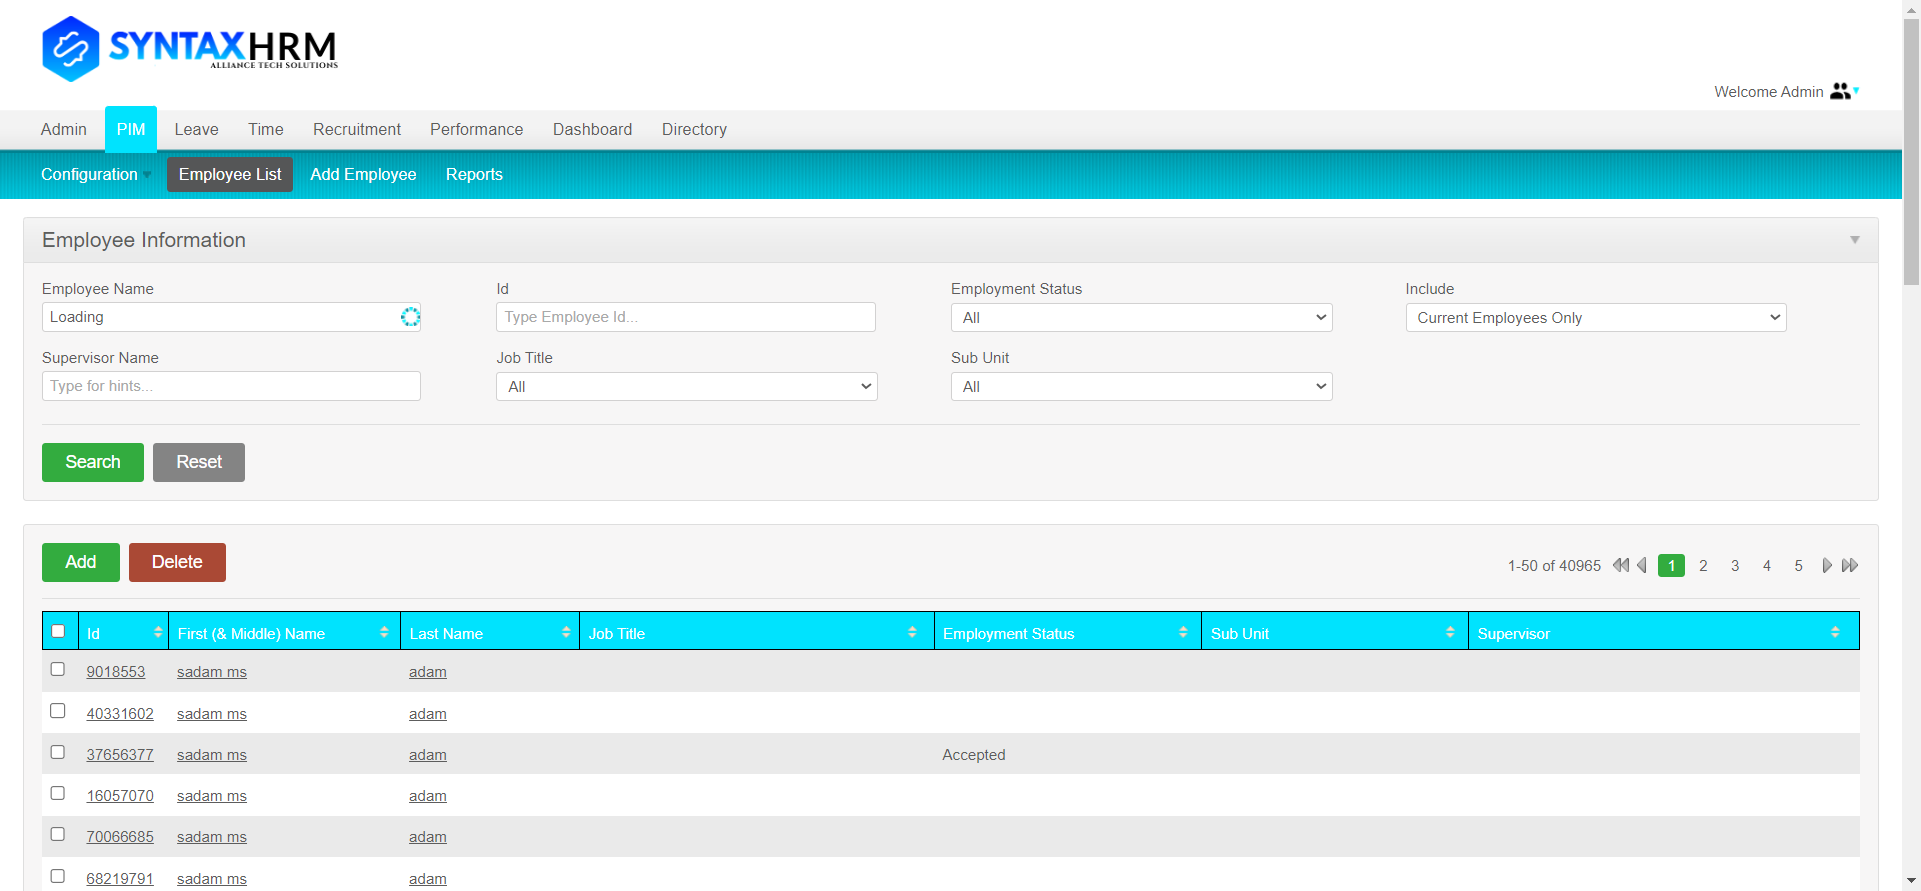 SYNTAXHRM
ALLIANCE TECH SOLUTIONS
Welcome Admin
Admin PIM Leave Time Recruitment Performance Dashboard Directory
Configuration Employee List Add Employee Reports
Employee Information
Employee Name Id Employment Status Include
Loading Type Employee Id... All Current Employees Only
Supervisor Name Job Title Sub Unit
Type for hints... All All
Search Reset
Add Delete
1-50 of 40965 1 2 3 4 5
Id First (& Middle) Name Last Name Job Title Employment Status Sub Unit Supervisor
9018553 sadam ms adam
40331602 sadam ms adam
37656377 sadam ms adam Accepted
16057070 sadam ms adam
70066685 sadam ms adam
68219791 sadam ms adam